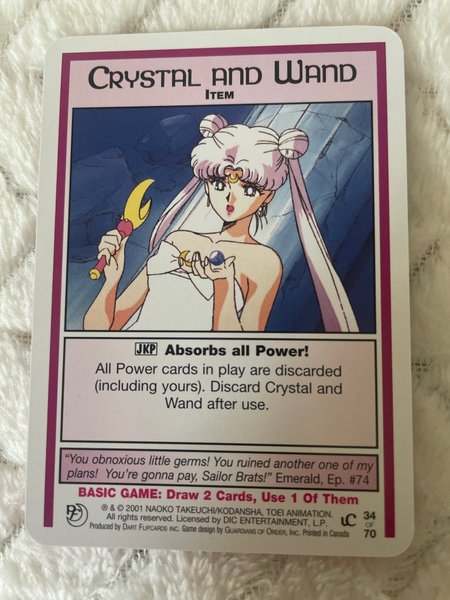 CRYSTAL AND WAND
ITEM
JKP Absorbs all Power!
All Power cards in play are discarded
(including yours). Discard Crystal and
Wand after use.
"You obnoxious little germs! You ruined another one of my
plans! You're gonna pay, Sailor Brats!" Emerald, Ep. #74
BASIC GAME: Draw 2 Cards, Use 1 Of Them
® & © 2001 NAOKO TAKEUCHI/KODANSHA, TOEI ANIMATION.
All rights reserved. Licensed by DIC ENTERTAINMENT, L.P.
Produced by DART FLIPCARDS INC. Game design by GUARDIANS OF ORDER, INC. Printed in Canada
UC 34
OF
70